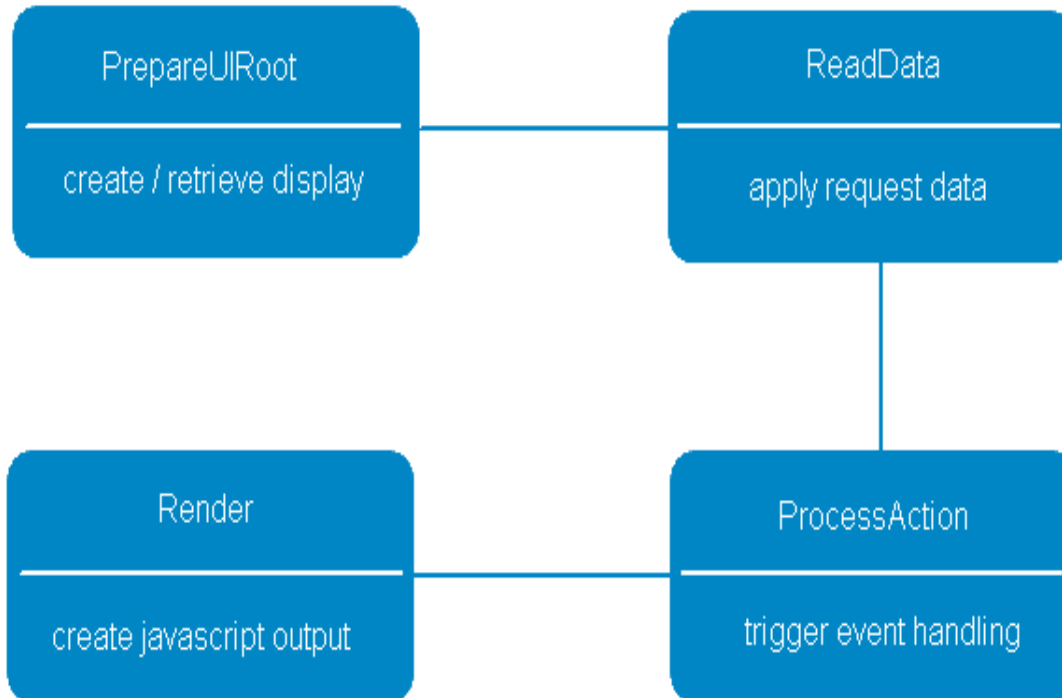 PrepareUIRoot
create / retrieve display
ReadData
apply request data
Render
create javascript output
ProcessAction
trigger event handling